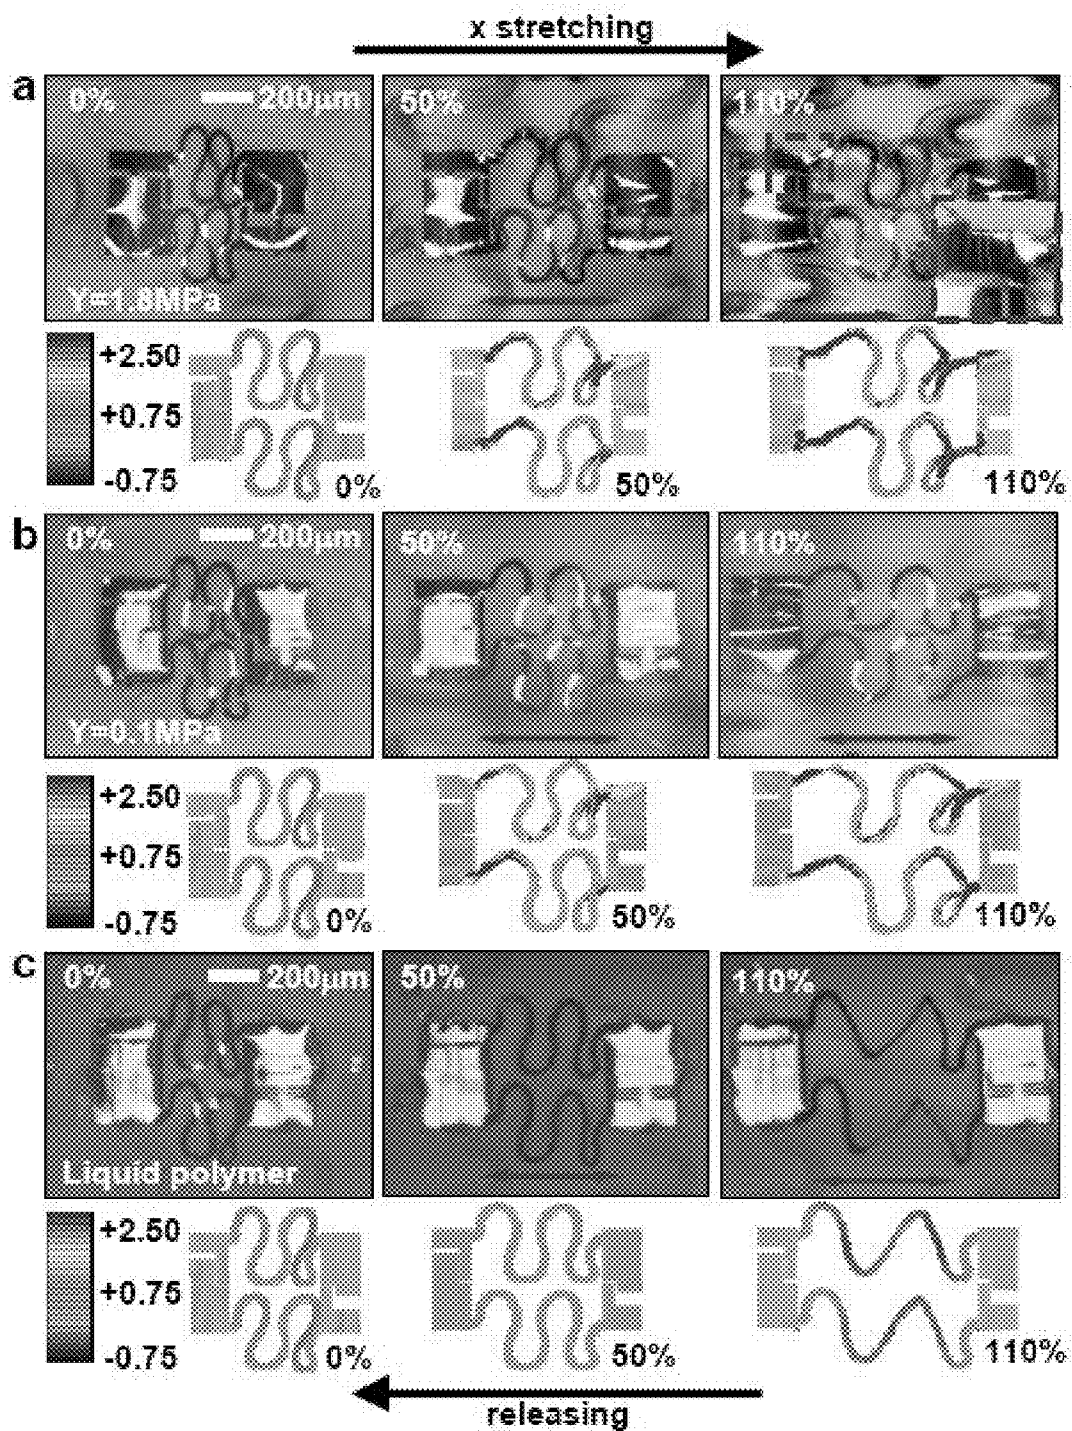 x stretching
a
0% 200μm 50% 110%
Y=1.8MPa
+2.50
+0.75
-0.75
0% 50% 110%
b
0% 200μm 50% 110%
Y=0.1MPa
+2.50
+0.75
-0.75
0% 50% 110%
c
0% 200μm 50% 110%
Liquid polymer
+2.50
+0.75
-0.75
0% 50% 110%
releasing